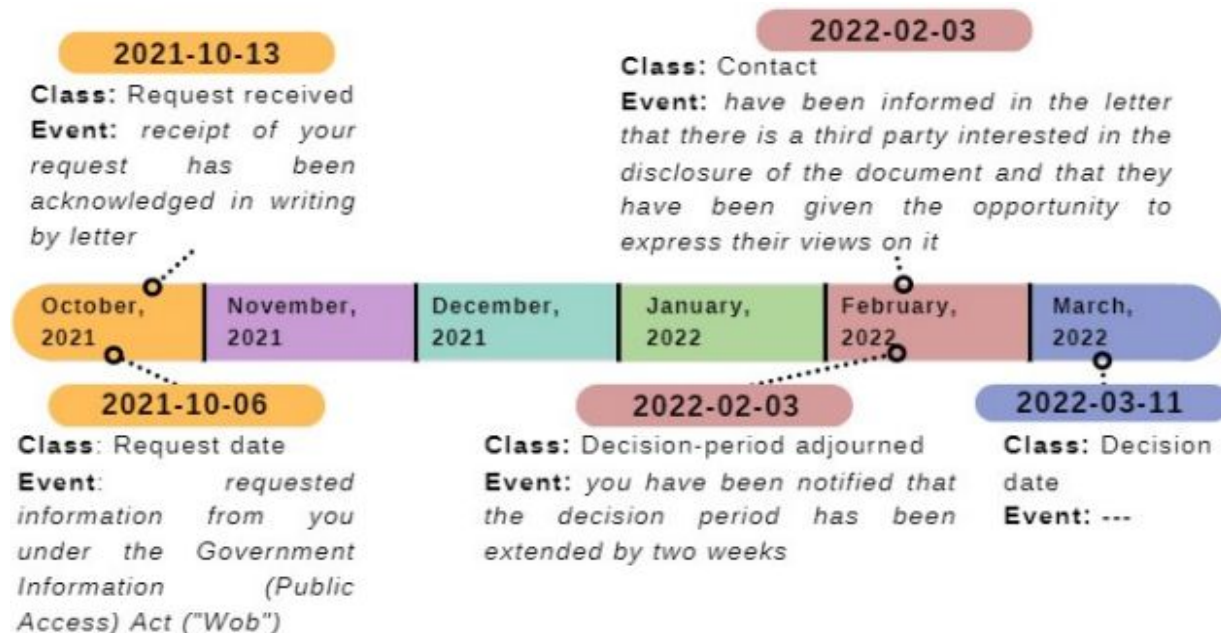 2021-10-13
Class: Request received
Event: receipt of your
request has been
acknowledged in writing
by letter
2022-02-03
Class: Contact
Event: have been informed in the letter
that there is a third party interested in the
disclosure of the document and that they
have been given the opportunity to
express their views on it
October,
2021
November,
2021
December,
2021
January,
2022
February,
2022
March,
2022
2021-10-06
Class: Request date
Event: requested
information from you
under the Government
Information (Public
Access) Act ("Wob")
2022-02-03
Class: Decision-period adjourned
Event: you have been notified that
the decision period has been
extended by two weeks
2022-03-11
Class: Decision
date
Event: ---